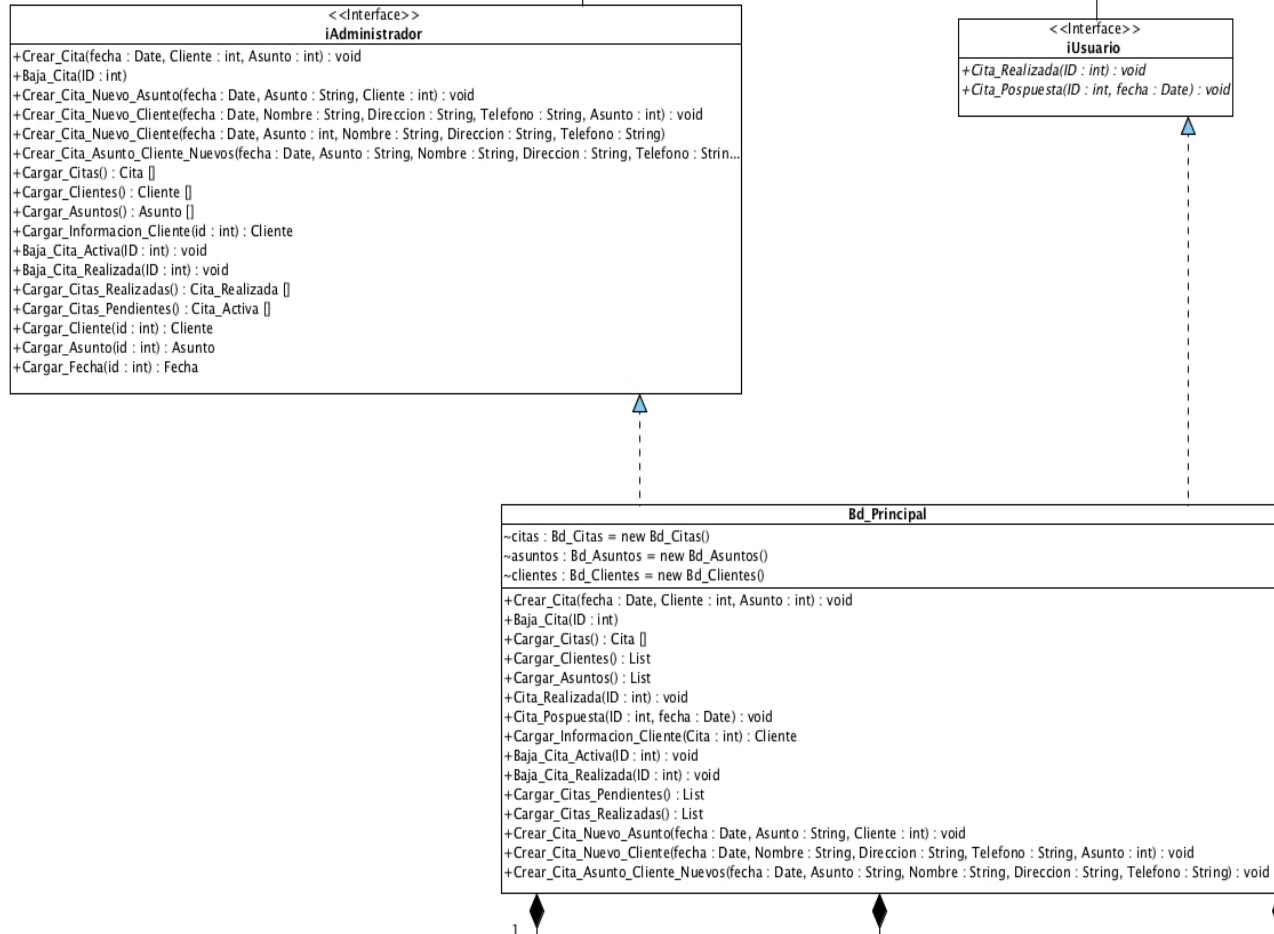 <<Interface>>
iAdministrador
+Crear_Cita(fecha : Date, Cliente : int, Asunto : int) : void
+Baja_Cita(ID : int)
+Crear_Cita_Nuevo_Asunto(fecha : Date, Asunto : String, Cliente : int) : void
+Crear_Cita_Nuevo_Cliente(fecha : Date, Nombre : String, Direccion : String, Telefono : String, Asunto : int) : void
+Crear_Cita_Nuevo_Cliente(fecha : Date, Asunto : int, Nombre : String, Direccion : String, Telefono : String)
+Crear_Cita_Asunto_Cliente_Nuevos(fecha : Date, Asunto : String, Nombre : String, Direccion : String, Telefono : Strin...
+Cargar_Citas() : Cita []
+Cargar_Clientes() : Cliente []
+Cargar_Asuntos() : Asunto []
+Cargar_Informacion_Cliente(id : int) : Cliente
+Baja_Cita_Activa(ID : int) : void
+Baja_Cita_Realizada(ID : int) : void
+Cargar_Citas_Realizadas() : Cita_Realizada []
+Cargar_Citas_Pendientes() : Cita_Activa []
+Cargar_Cliente(id : int) : Cliente
+Cargar_Asunto(id : int) : Asunto
+Cargar_Fecha(id : int) : Fecha
<<Interface>>
iUsuario
+Cita_Realizada(ID : int) : void
+Cita_Pospuesta(ID : int, fecha : Date) : void
Bd_Principal
~citas : Bd_Citas = new Bd_Citas()
~asuntos : Bd_Asuntos = new Bd_Asuntos()
~clientes : Bd_Clientes = new Bd_Clientes()
+Crear_Cita(fecha : Date, Cliente : int, Asunto : int) : void
+Baja_Cita(ID : int)
+Cargar_Citas() : Cita []
+Cargar_Clientes() : List
+Cargar_Asuntos() : List
+Cita_Realizada(ID : int) : void
+Cita_Pospuesta(ID : int, fecha : Date) : void
+Cargar_Informacion_Cliente(Cita : int) : Cliente
+Baja_Cita_Activa(ID : int) : void
+Baja_Cita_Realizada(ID : int) : void
+Cargar_Citas_Pendientes() : List
+Cargar_Citas_Realizadas() : List
+Crear_Cita_Nuevo_Asunto(fecha : Date, Asunto : String, Cliente : int) : void
+Crear_Cita_Nuevo_Cliente(fecha : Date, Nombre : String, Direccion : String, Telefono : String, Asunto : int) : void
+Crear_Cita_Asunto_Cliente_Nuevos(fecha : Date, Asunto : String, Nombre : String, Direccion : String, Telefono : String) : void
1